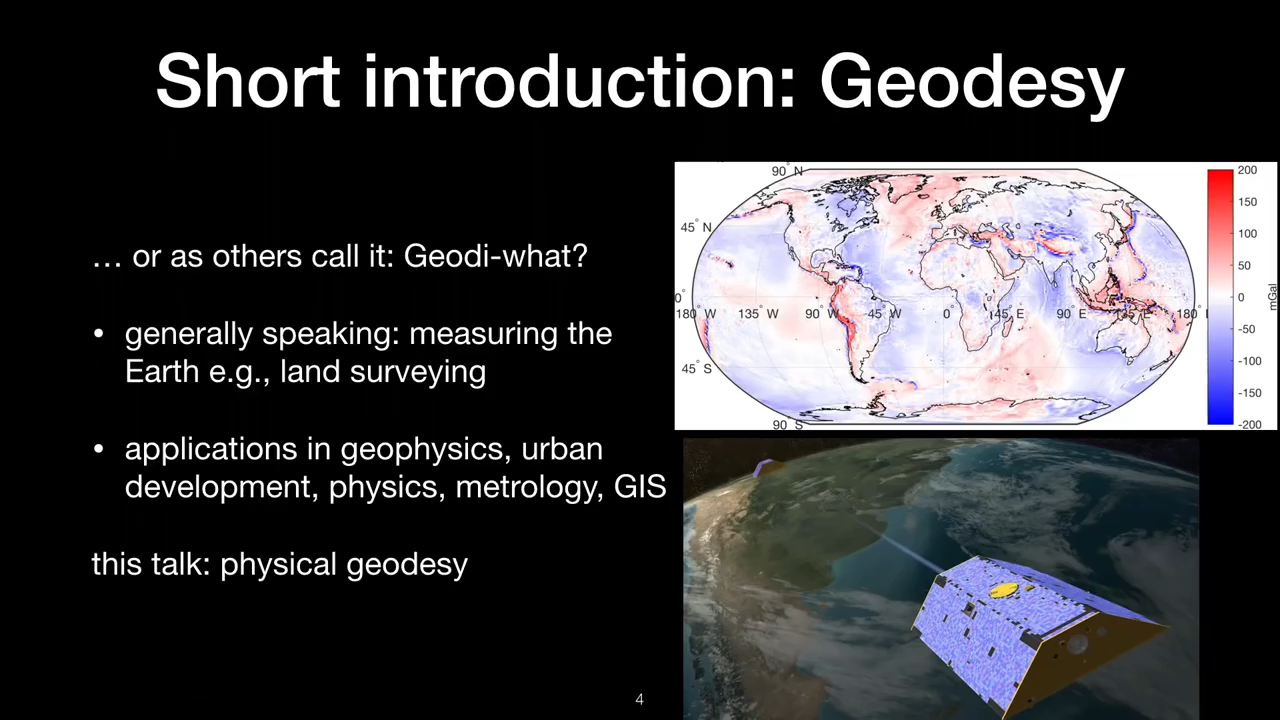 Short introduction: Geodesy
… or as others call it: Geodi-what?
• generally speaking: measuring the
Earth e.g., land surveying
• applications in geophysics, urban
development, physics, metrology, GIS
this talk: physical geodesy
90° N
45° N
0°
180° W 135° W 90° W 45° W 0° 45° E 90° E 135° E 180°
45° S
90° S
200
150
100
50
0
-50
-100
-150
-200
mGal
4